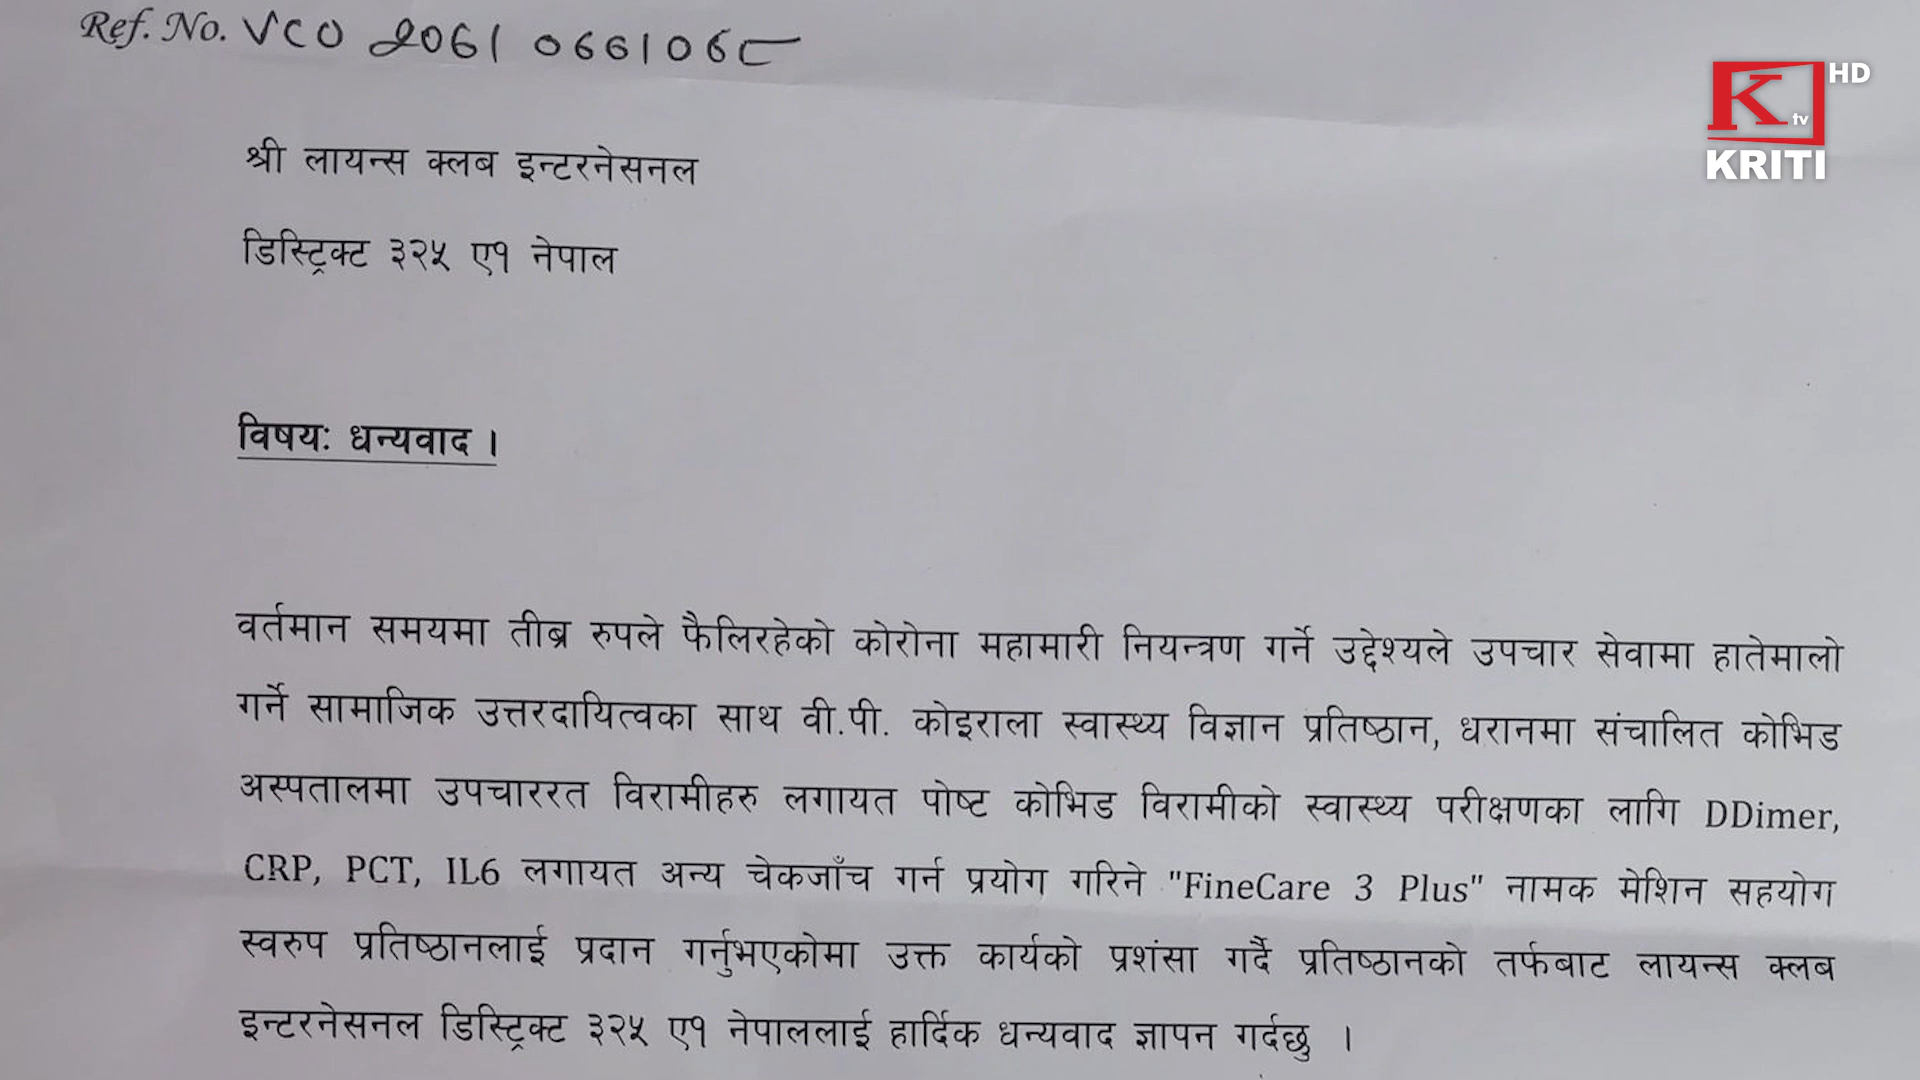 Ref. No. VCO 2061 0661065
HD
K tv
KRITI
श्री लायन्स क्लब इन्टरनेसनल
डिस्ट्रिक्ट ३२५ ए१ नेपाल
विषयः धन्यवाद ।
वर्तमान समयमा तीब्र रुपले फैलिरहेको कोरोना महामारी नियन्त्रण गर्ने उद्देश्यले उपचार सेवामा हातेमालो
गर्ने सामाजिक उत्तरदायित्वका साथ वी.पी. कोइराला स्वास्थ्य विज्ञान प्रतिष्ठान, धरानमा संचालित कोभिड
अस्पतालमा उपचाररत विरामीहरु लगायत पोष्ट कोभिड विरामीको स्वास्थ्य परीक्षणका लागि DDimer,
CRP, PCT, IL6 लगायत अन्य चेकजाँच गर्न प्रयोग गरिने "FineCare 3 Plus" नामक मेशिन सहयोग
स्वरुप प्रतिष्ठानलाई प्रदान गर्नुभएकोमा उक्त कार्यको प्रशंसा गर्दै प्रतिष्ठानको तर्फबाट लायन्स क्लब
इन्टरनेसनल डिस्ट्रिक्ट ३२५ ए१ नेपाललाई हार्दिक धन्यवाद ज्ञापन गर्दछु ।